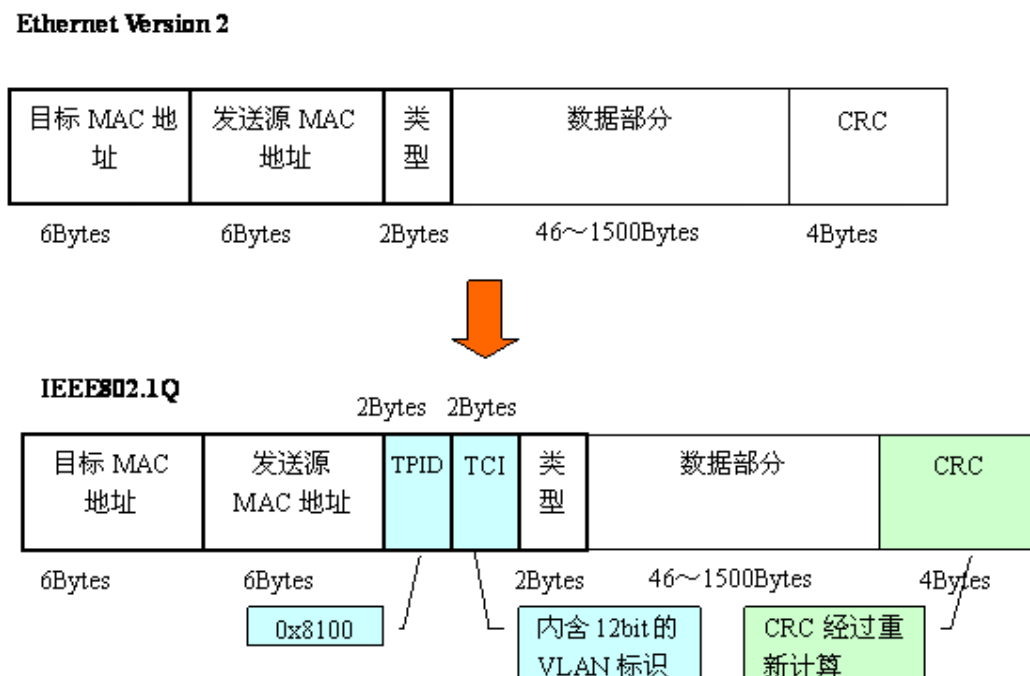 Ethernet Version 2
目标 MAC 地
址
发送源 MAC
地址
类
型
数据部分
CRC
6Bytes
6Bytes
2Bytes
46～1500Bytes
4Bytes
IEEE802.1Q
2Bytes
2Bytes
目标 MAC
地址
发送源
MAC 地址
TPID
TCI
类
型
数据部分
CRC
6Bytes
6Bytes
2Bytes
46～1500Bytes
4Bytes
0x8100
内含 12bit 的
VLAN 标识
CRC 经过重
新计算